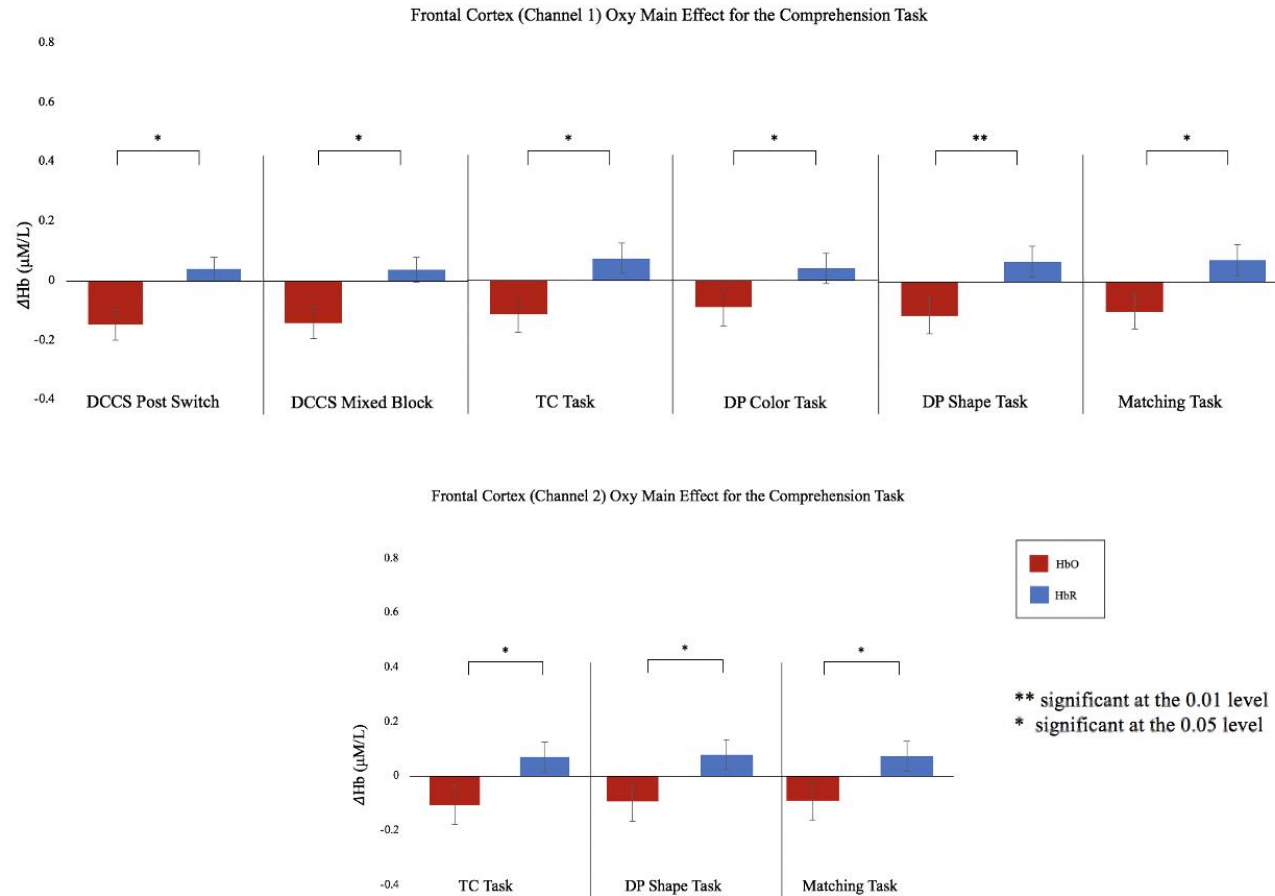 Frontal Cortex (Channel 1) Oxy Main Effect for the Comprehension Task
0.8
0.6
0.4
0.2
0
-0.2
-0.4
ΔHb (μM/L)
* * * * ** *
DCCS Post Switch DCCS Mixed Block TC Task DP Color Task DP Shape Task Matching Task
Frontal Cortex (Channel 2) Oxy Main Effect for the Comprehension Task
0.8
0.6
0.4
0.2
0
-0.2
-0.4
ΔHb (μM/L)
* * *
TC Task DP Shape Task Matching Task
HbO
HbR
** significant at the 0.01 level
* significant at the 0.05 level